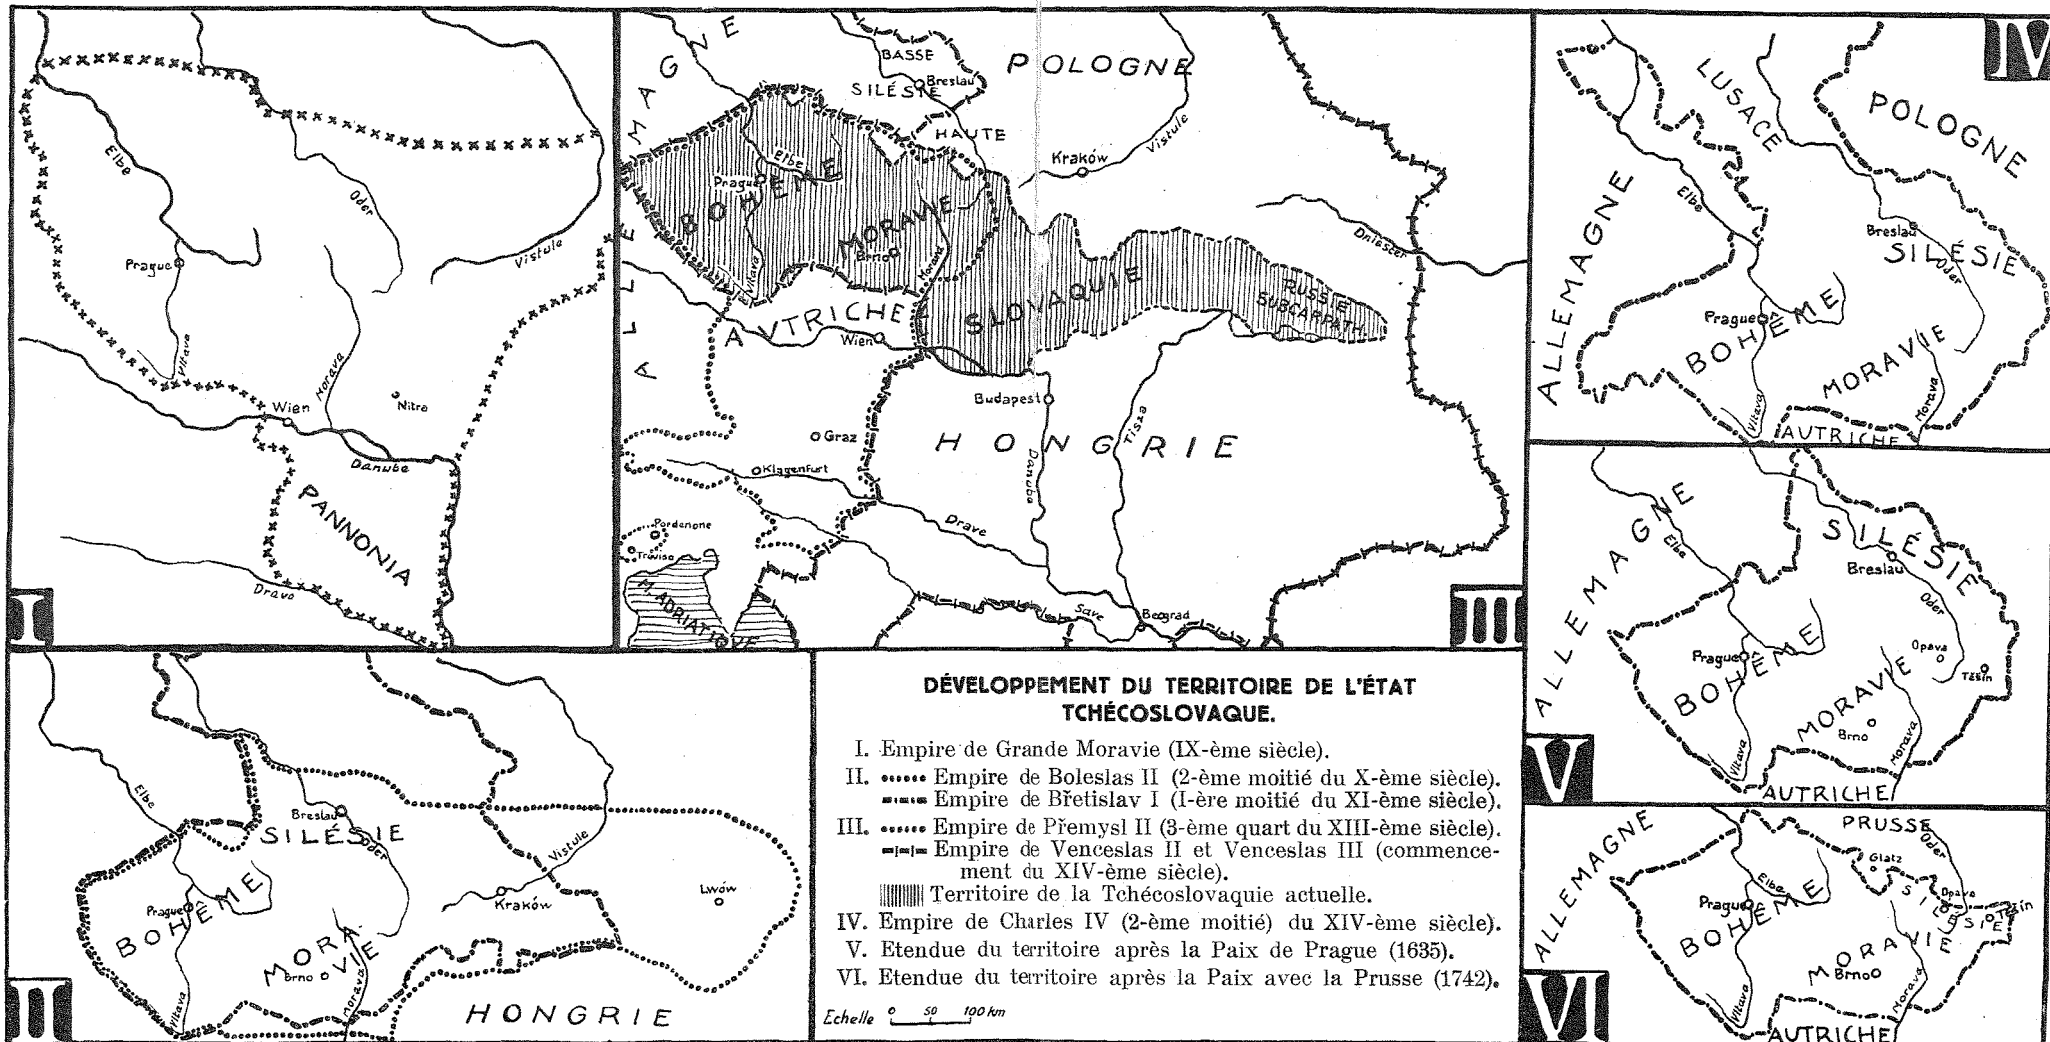 I
Elbe
Oder
Prague
Vltava
Vistule
Morava
Wien
Nitra
Danube
PANNONIA
Dravo
III
ALLEMAGNE
BASSE
SILÉSIE
Breslau
HAUTE
POLOGNE
Kraków
Vistule
Elbe
Prague
BOHÊME
MORAVIE
Brno
Morava
Vltava
Dniester
SLOVAQUIE
RUSSIE
SUBCARPATH.
AUTRICHE
Wien
Budapest
Graz
HONGRIE
Tisza
Danube
Klagenfurt
Drave
Pordenone
Treviso
M. ADRIATIQUE
Save
Beograd
IV
LUSACE
POLOGNE
ALLEMAGNE
Elbe
Breslau
SILÉSIE
Oder
Prague
BOHÊME
MORAVIE
Vltava
Morava
AUTRICHE
V
ALLEMAGNE
Elbe
SILÉSIE
Breslau
Oder
Prague
BOHÊME
Opava
Těšín
MORAVIE
Brno
Vltava
Morava
AUTRICHE
II
Elbe
Breslau
SILÉSIE
Oder
Vistule
Prague
BOHÊME
Kraków
Lwów
MORAVIE
Brno
Vltava
Morava
HONGRIE
DÉVELOPPEMENT DU TERRITOIRE DE L'ÉTAT
TCHÉCOSLOVAQUE.
I. Empire de Grande Moravie (IX-ème siècle).
II. Empire de Boleslas II (2-ème moitié du X-ème siècle).
Empire de Břetislav I (I-ère moitié du XI-ème siècle).
III. Empire de Přemysl II (3-ème quart du XIII-ème siècle).
Empire de Venceslas II et Venceslas III (commence-
ment du XIV-ème siècle).
Territoire de la Tchécoslovaquie actuelle.
IV. Empire de Charles IV (2-ème moitié) du XIV-ème siècle).
V. Etendue du territoire après la Paix de Prague (1635).
VI. Etendue du territoire après la Paix avec la Prusse (1742).
Echelle 0 50 100 km
VI
ALLEMAGNE
PRUSSE
Oder
Glatz
Elbe
Prague
BOHÊME
Opava
Těšín
SILÉSIE
MORAVIE
Brno
Vltava
Morava
AUTRICHE